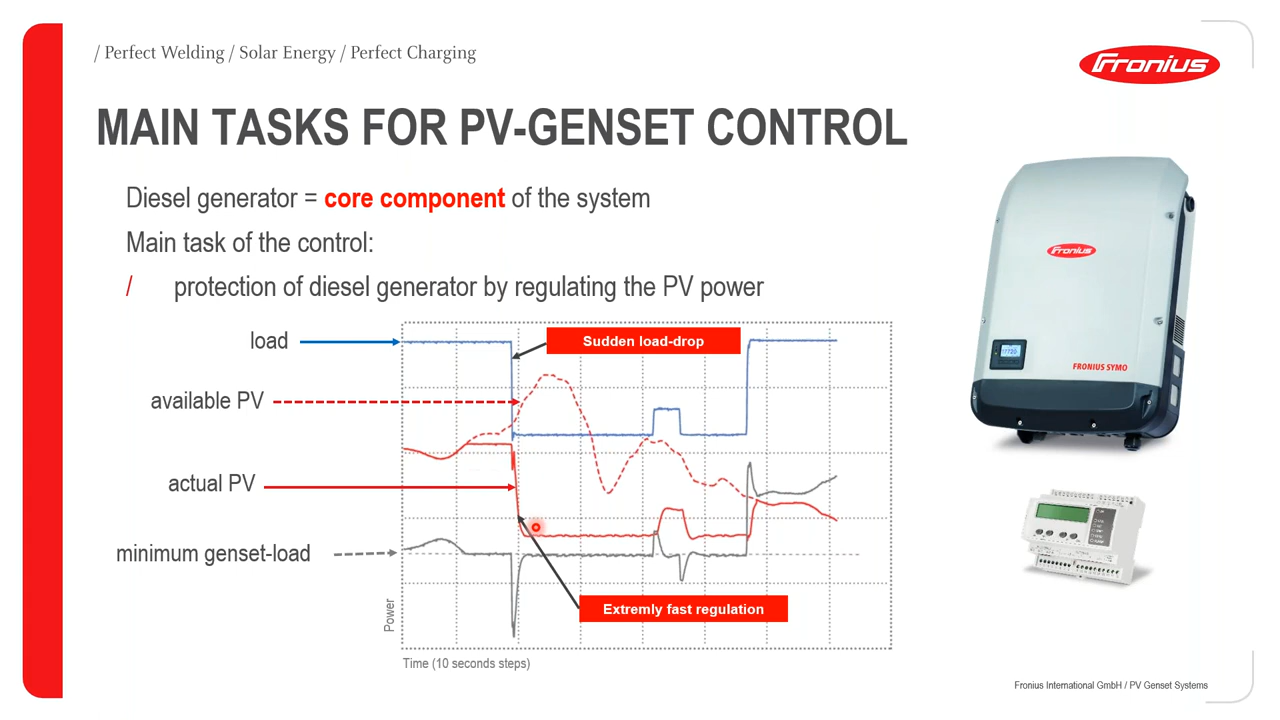 / Perfect Welding / Solar Energy / Perfect Charging
Fronius
MAIN TASKS FOR PV-GENSET CONTROL
Diesel generator = core component of the system
Main task of the control:
/ protection of diesel generator by regulating the PV power
load
Sudden load-drop
available PV
actual PV
minimum genset-load
Extremly fast regulation
Power
Time (10 seconds steps)
Fronius
FRONIUS SYMO
Fronius International GmbH / PV Genset Systems